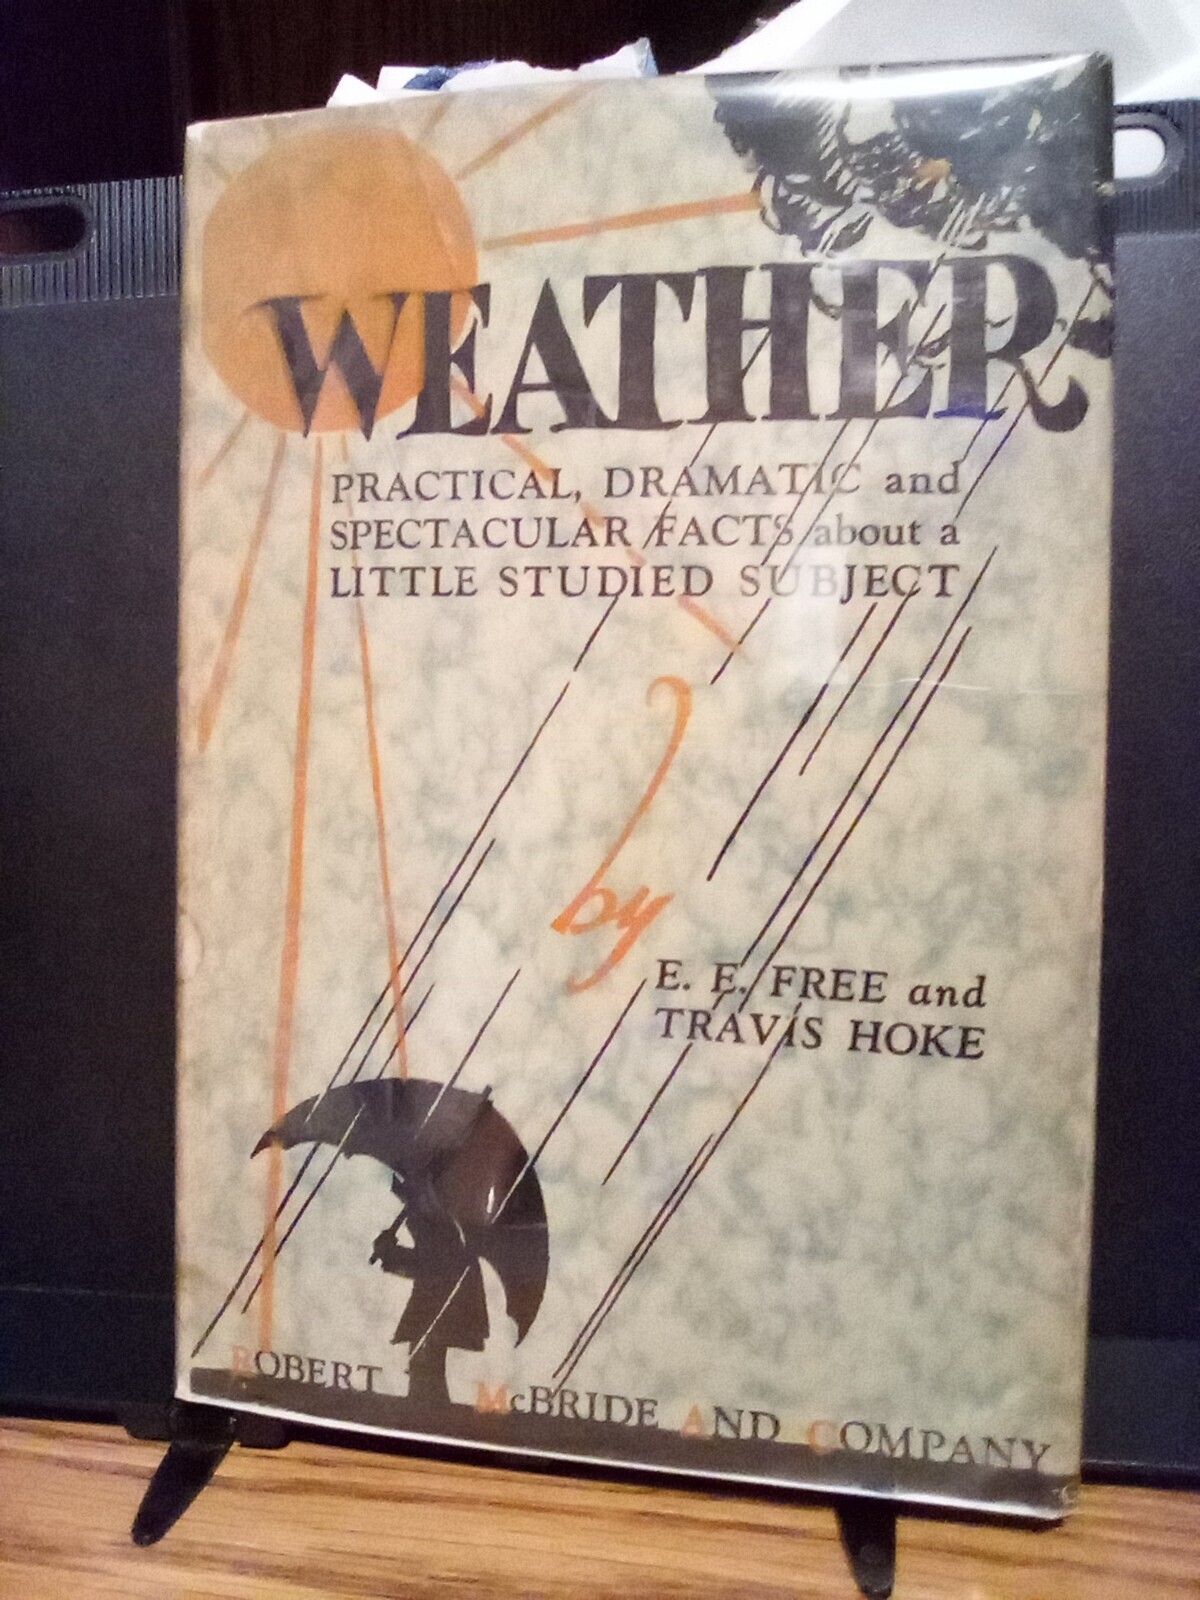 WEATHER
PRACTICAL, DRAMATIC and
SPECTACULAR FACTS about a
LITTLE STUDIED SUBJECT
by
E. E. FREE and
TRAVIS HOKE
ROBERT McBRIDE AND COMPANY